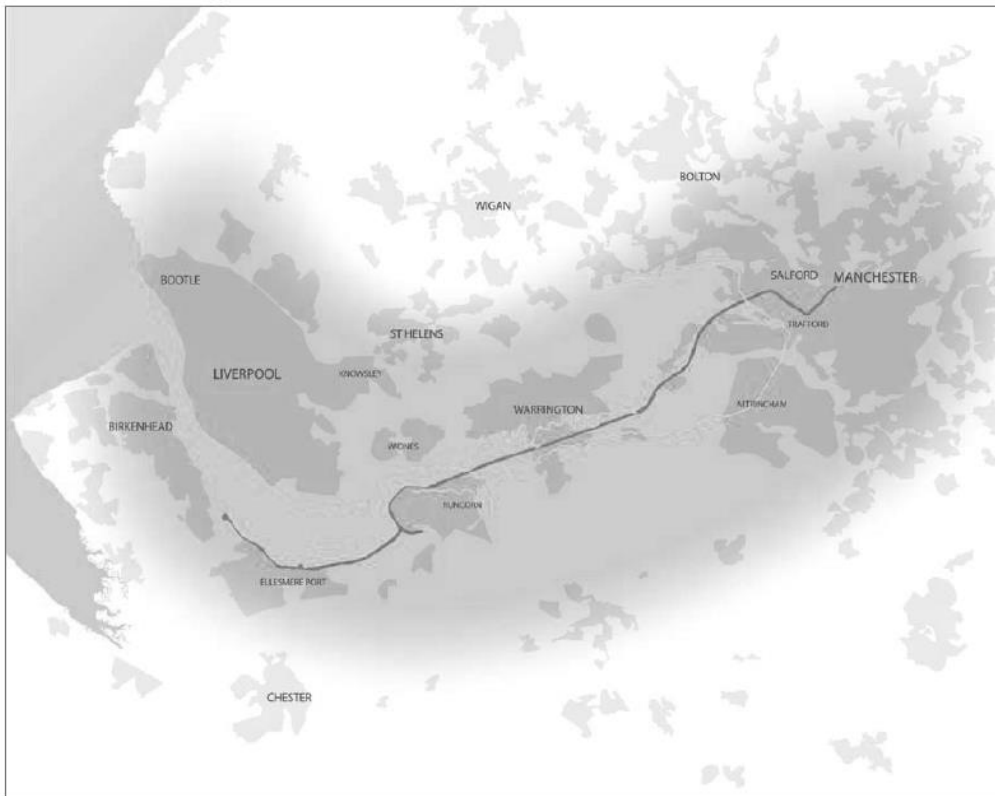 BOLTON
WIGAN
BOOTLE
SALFORD
MANCHESTER
TRAFFORD
ST HELENS
LIVERPOOL
KNOWSLEY
ALTRINCHAM
WARRINGTON
BIRKENHEAD
WIDNES
RUNCORN
ELLESMERE PORT
CHESTER